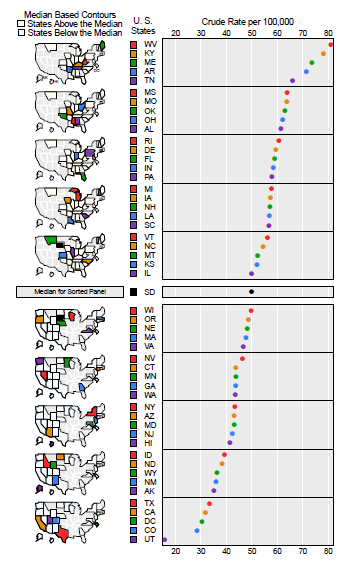 Median Based Contours
States Above the Median
States Below the Median
U. S.
States
Crude Rate per 100,000
20 30 40 50 60 70 80
WV
KY
ME
AR
TN
MS
MO
OK
OH
AL
RI
DE
FL
IN
PA
MI
IA
NH
LA
SC
VT
NC
MT
KS
IL
Median for Sorted Panel
SD
WI
OR
NE
MA
VA
NV
CT
MN
GA
WA
NY
AZ
MD
NJ
HI
ID
ND
WY
NM
AK
TX
CA
DC
CO
UT
20 30 40 50 60 70 80